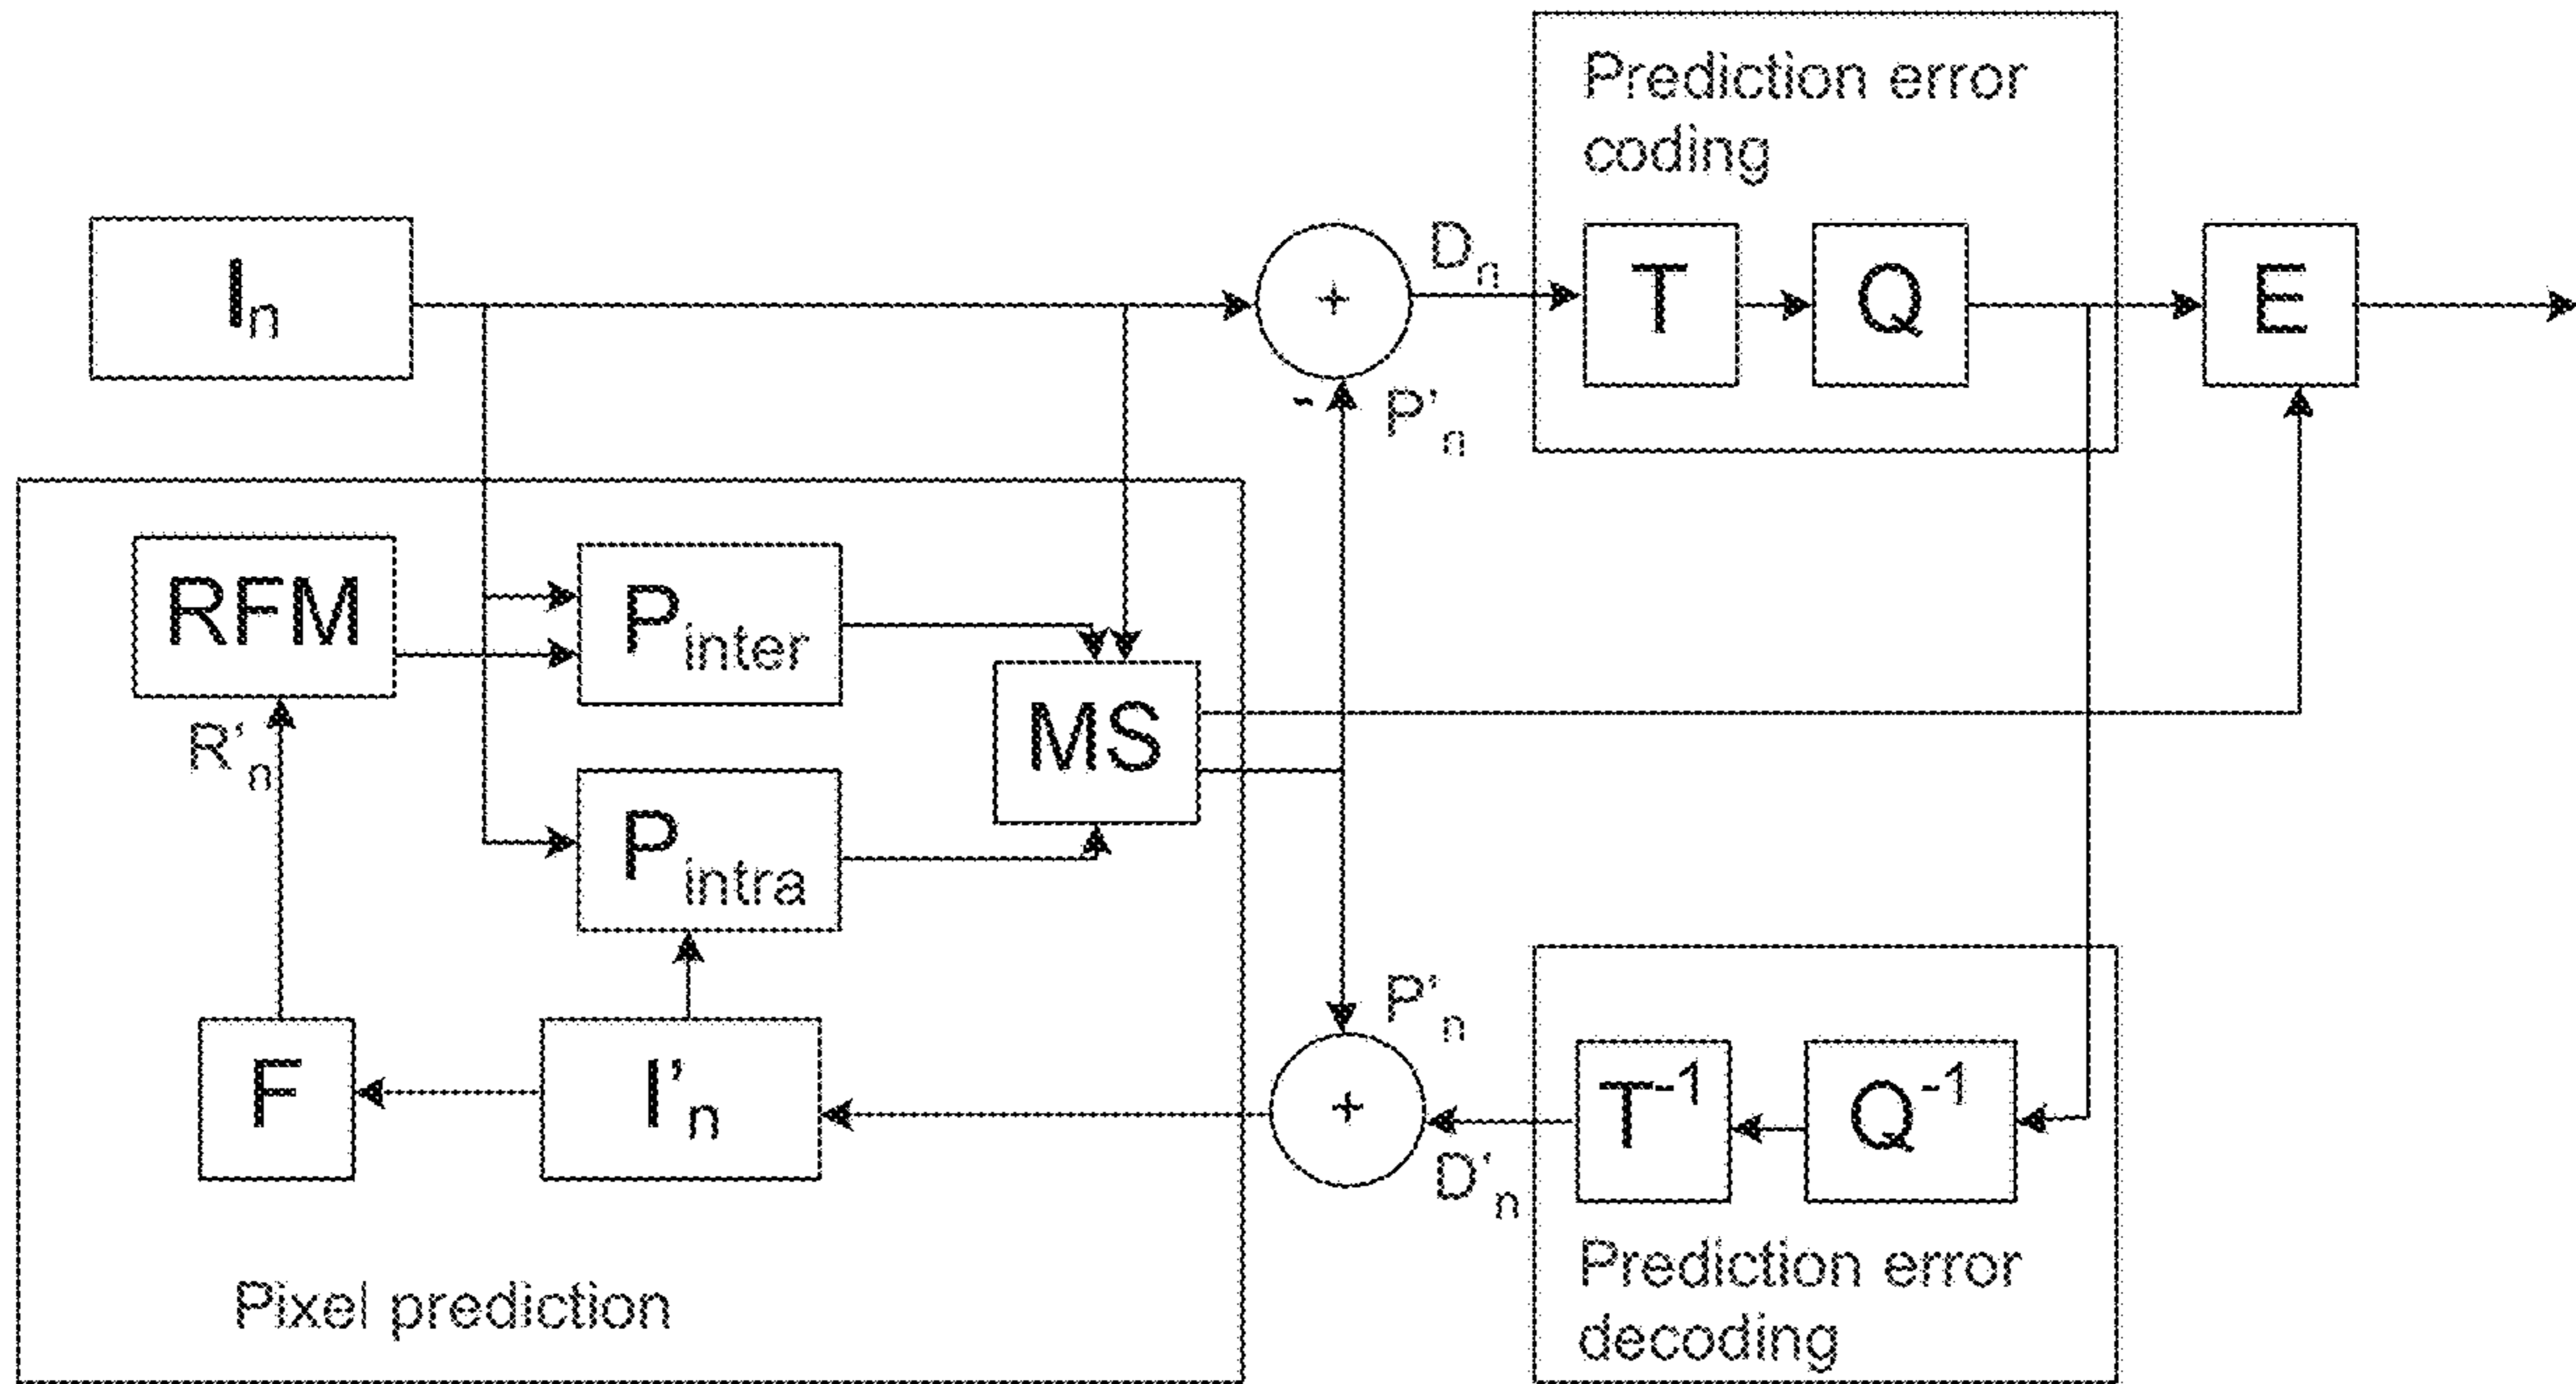 Prediction error
coding
Iₙ
+
Dₙ
T
Q
E
-
P'ₙ
RFM
Pinter
MS
R'ₙ
Pintra
F
I'ₙ
+
P'ₙ
D'ₙ
T⁻¹
Q⁻¹
Pixel prediction
Prediction error
decoding